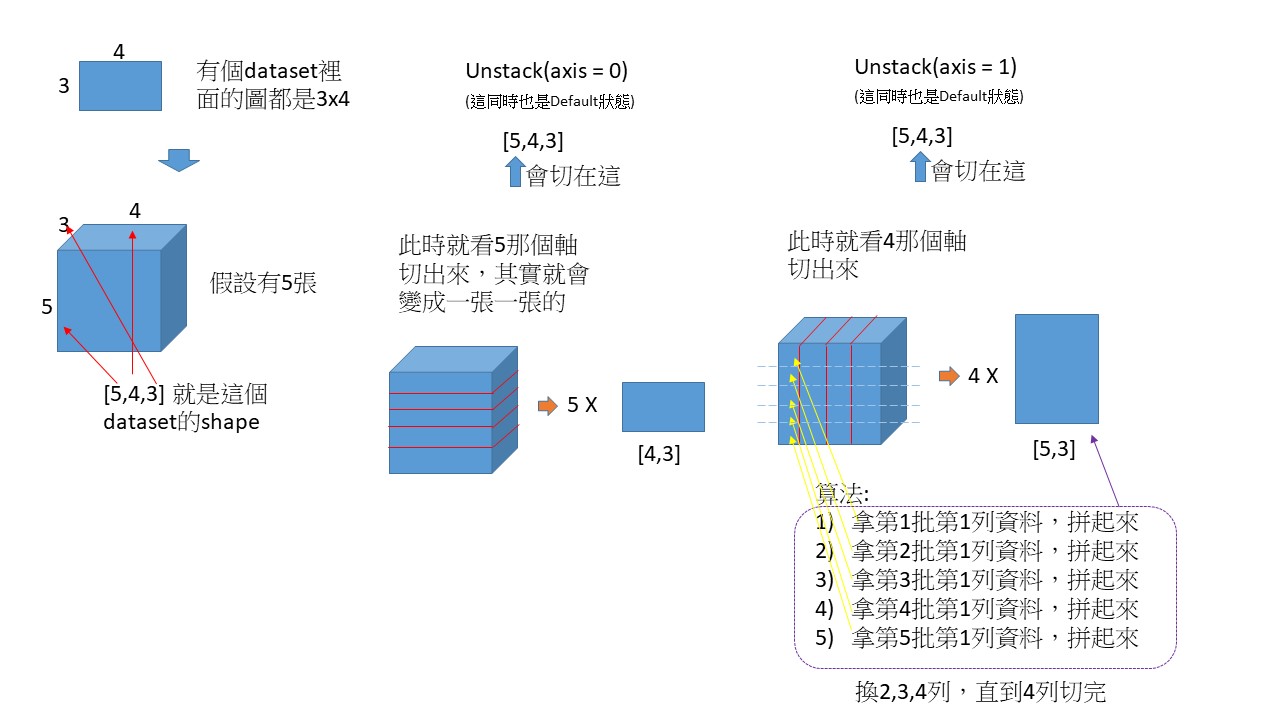 4
3
有個dataset裡
面的圖都是3x4
3
4
5
假設有5張
[5,4,3] 就是這個
dataset的shape
Unstack(axis = 0)
(這同時也是Default狀態)
[5,4,3]
會切在這
此時就看5那個軸
切出來，其實就會
變成一張一張的
5 X
[4,3]
Unstack(axis = 1)
(這同時也是Default狀態)
[5,4,3]
會切在這
此時就看4那個軸
切出來
4 X
[5,3]
算法:
1) 拿第1批第1列資料，拼起來
2) 拿第2批第1列資料，拼起來
3) 拿第3批第1列資料，拼起來
4) 拿第4批第1列資料，拼起來
5) 拿第5批第1列資料，拼起來
換2,3,4列，直到4列切完